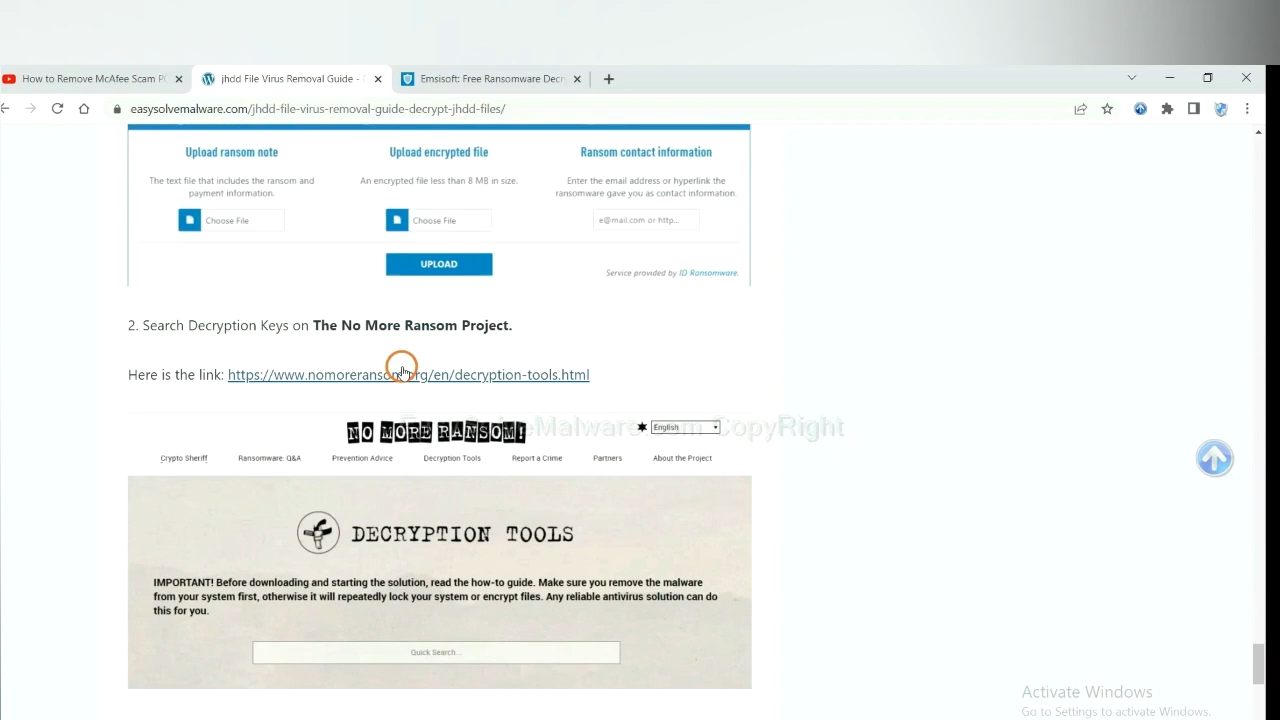 How to Remove McAfee Scam P
jhdd File Virus Removal Guide -
Emsisoft: Free Ransomware Decr
easysolvemalware.com/jhdd-file-virus-removal-guide-decrypt-jhdd-files/
Upload ransom note
Upload encrypted file
Ransom contact information
The text file that includes the ransom and
payment information.
An encrypted file less than 8 MB in size.
Enter the email address or hyperlink the
ransomware gave you as contact information.
Choose File
Choose File
e@mail.com or http...
UPLOAD
Service provided by ID Ransomware.
2. Search Decryption Keys on The No More Ransom Project.
Here is the link: https://www.nomoreransom.org/en/decryption-tools.html
NO MORE RANSOM!
English
Malware.com CopyRight
Crypto Sheriff
Ransomware: Q&A
Prevention Advice
Decryption Tools
Report a Crime
Partners
About the Project
DECRYPTION TOOLS
IMPORTANT! Before downloading and starting the solution, read the how-to guide. Make sure you remove the malware
from your system first, otherwise it will repeatedly lock your system or encrypt files. Any reliable antivirus solution can do
this for you.
Quick Search...
Activate Windows
Go to Settings to activate Windows.